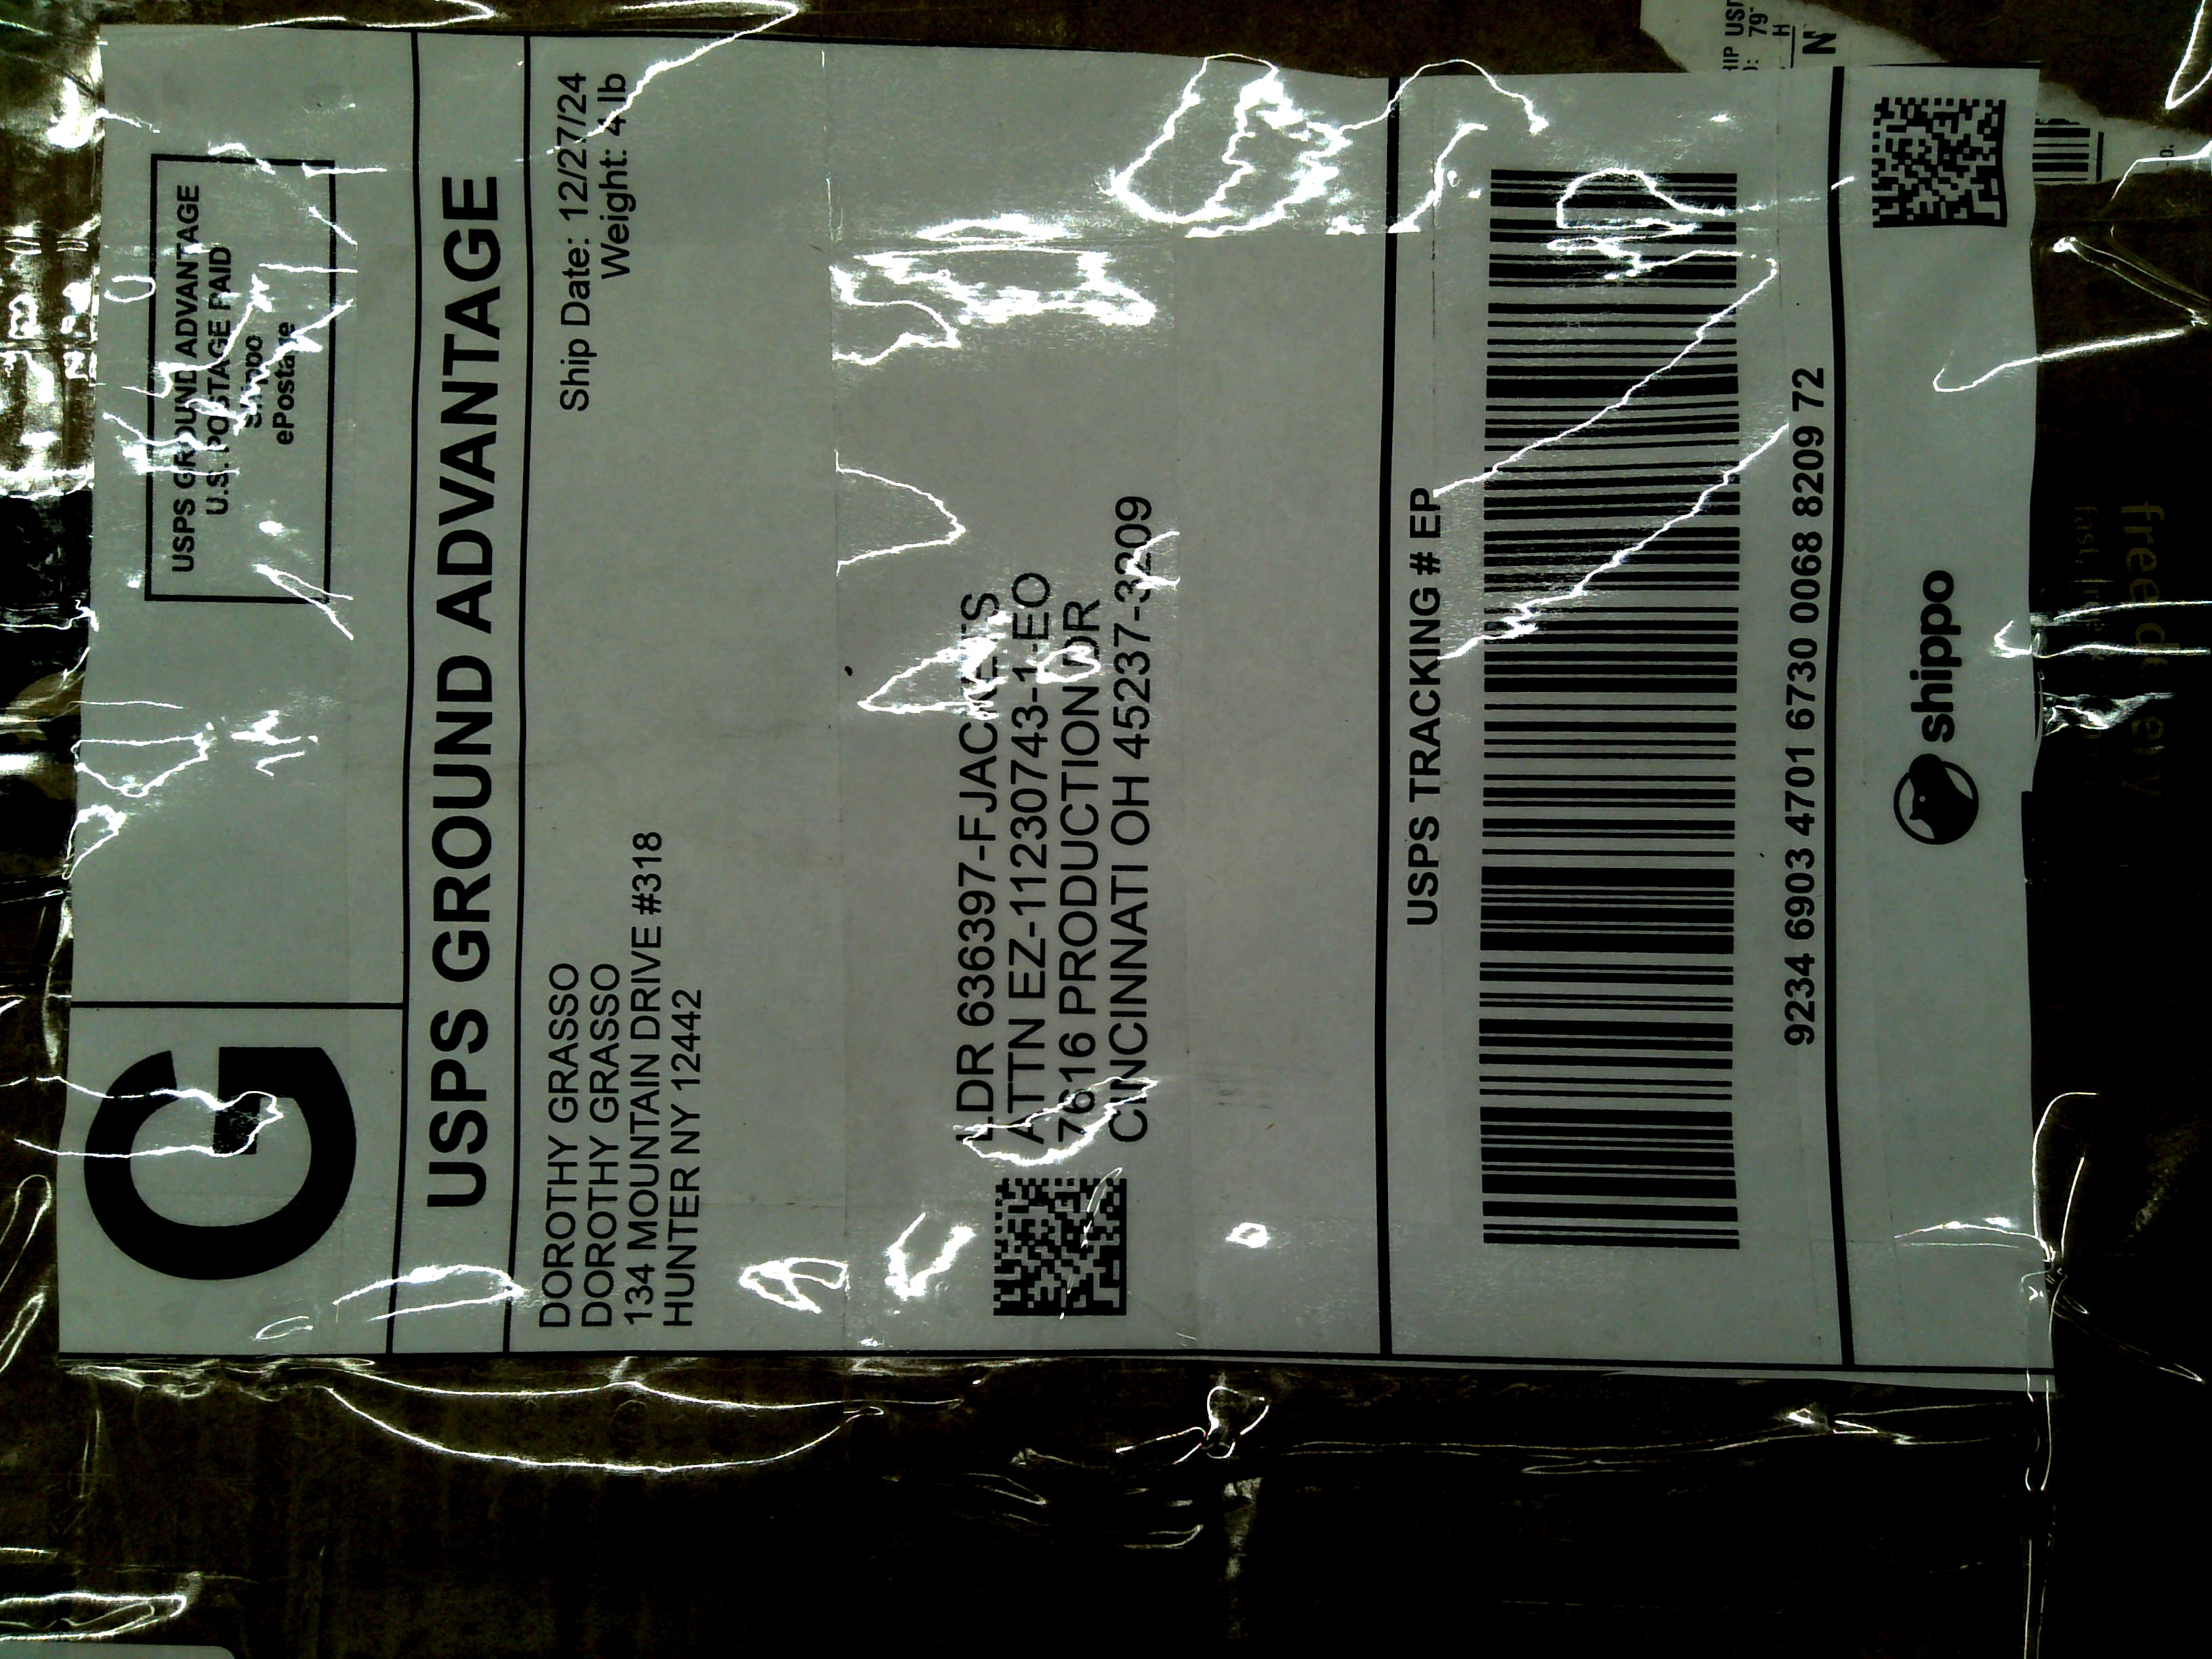 G
USPS GROUND ADVANTAGE
U.S. POSTAGE PAID
Shippo
ePostage
USPS GROUND ADVANTAGE
Ship Date: 12/27/24
Weight: 4 lb
DOROTHY GRASSO
DOROTHY GRASSO
134 MOUNTAIN DRIVE #318
HUNTER NY 12442
LDR 636397-FJACKETS
ATTN EZ-11230743-1-EO
7616 PRODUCTION DR
CINCINNATI OH 45237-3209
USPS TRACKING # EP
9234 6903 4701 6730 0068 8209 72
shippo